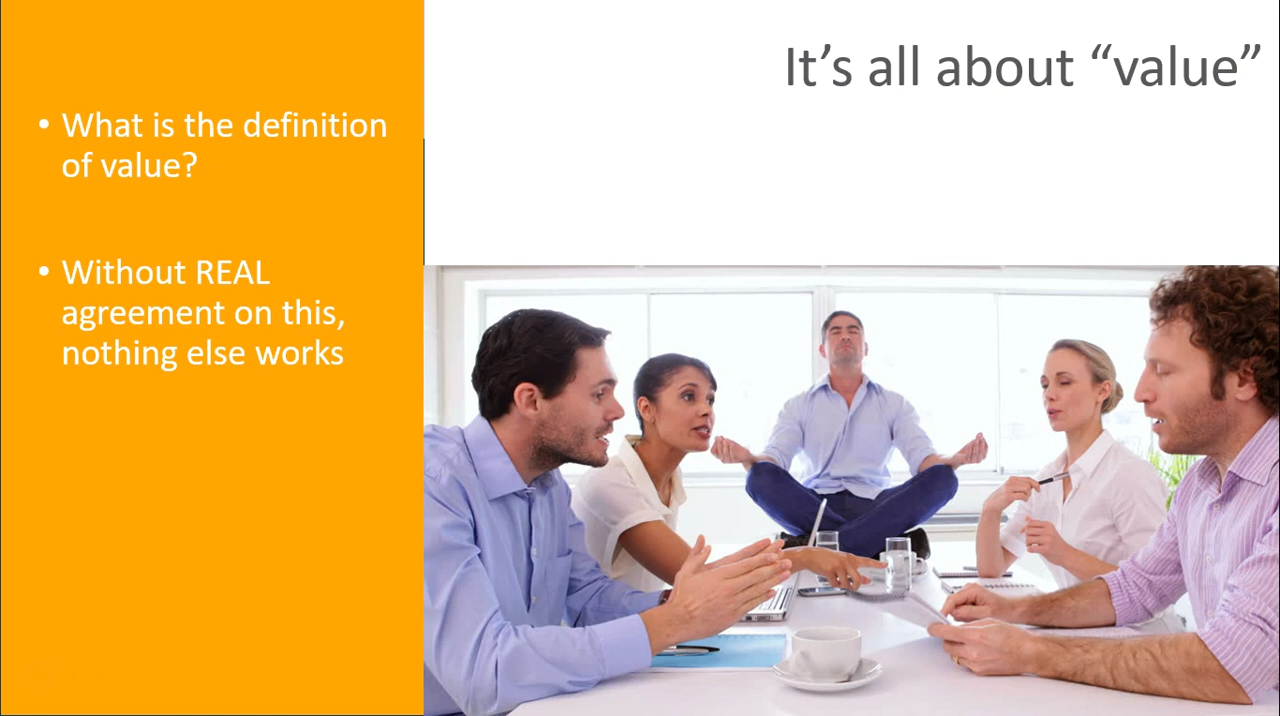 It’s all about “value”
• What is the definition
of value?
• Without REAL
agreement on this,
nothing else works